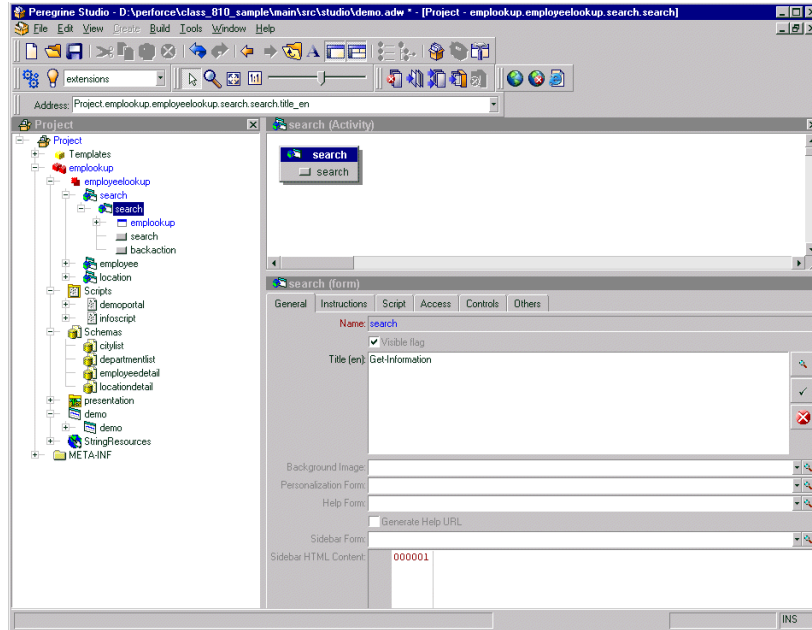 Peregrine Studio - D:\perforce\class_810_sample\main\src\studio\demo.adw * - [Project - emplookup.employeelookup.search.search]
File Edit View Create Build Tools Window Help
A
extensions
1:1
Address: Project.emplookup.employeelookup.search.search.title_en
Project
search (Activity)
Project
Templates
emplookup
employeelookup
search
search
emplookup
search
backaction
employee
location
Scripts
demoportal
infoscript
Schemas
citylist
departmentlist
employeedetail
locationdetail
presentation
demo
demo
StringResources
META-INF
search
search
search (form)
General Instructions Script Access Controls Others
Name: search
Visible flag
Title (en): Get-Information
Background Image:
Personalization Form:
Help Form:
Generate Help URL
Sidebar Form:
Sidebar HTML Content: 000001
INS